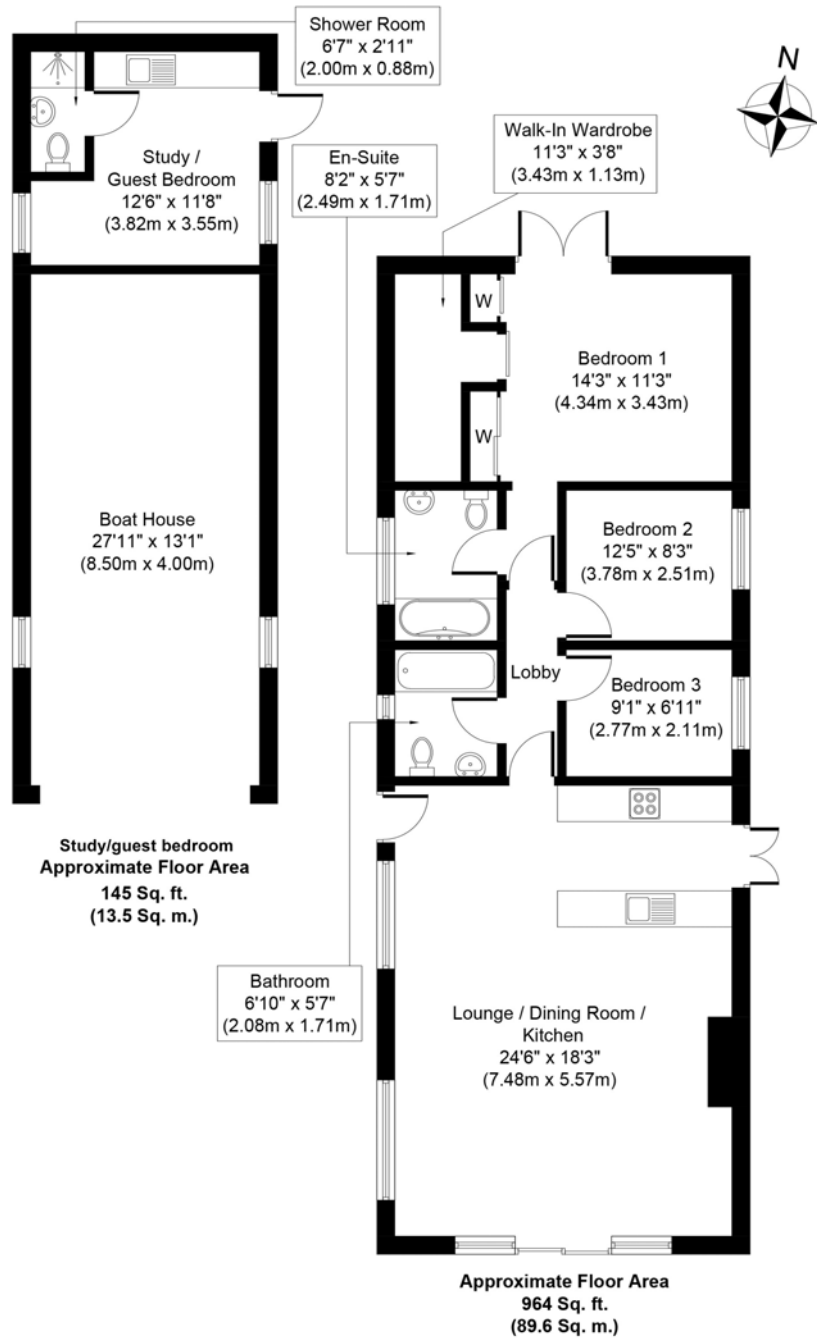 Shower Room
6'7" x 2'11"
(2.00m x 0.88m)
N
Walk-In Wardrobe
11'3" x 3'8"
(3.43m x 1.13m)
En-Suite
8'2" x 5'7"
(2.49m x 1.71m)
Study /
Guest Bedroom
12'6" x 11'8"
(3.82m x 3.55m)
W
Bedroom 1
14'3" x 11'3"
(4.34m x 3.43m)
W
Boat House
27'11" x 13'1"
(8.50m x 4.00m)
Bedroom 2
12'5" x 8'3"
(3.78m x 2.51m)
Lobby
Bedroom 3
9'1" x 6'11"
(2.77m x 2.11m)
Study/guest bedroom
Approximate Floor Area
145 Sq. ft.
(13.5 Sq. m.)
Bathroom
6'10" x 5'7"
(2.08m x 1.71m)
Lounge / Dining Room /
Kitchen
24'6" x 18'3"
(7.48m x 5.57m)
Approximate Floor Area
964 Sq. ft.
(89.6 Sq. m.)